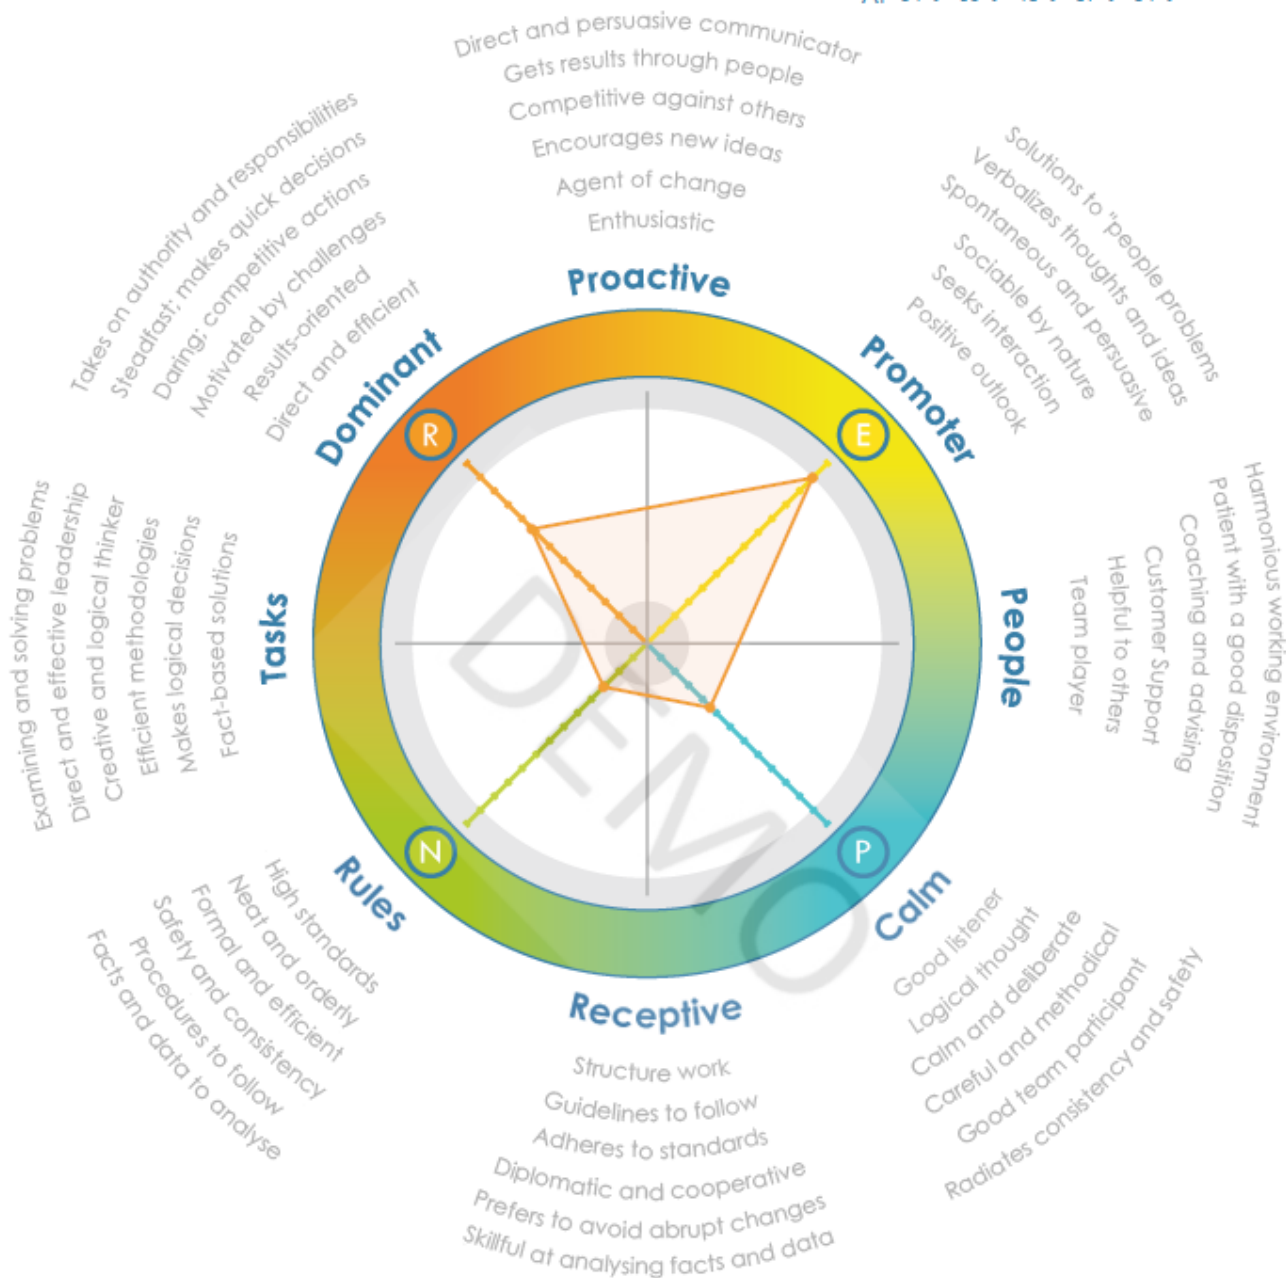 Direct and persuasive communicator
Gets results through people
Competitive against others
Encourages new ideas
Agent of change
Enthusiastic
Proactive
Solutions to "people problems
Verbalizes thoughts and ideas
Spontaneous and persuasive
Sociable by nature
Seeks interaction
Positive outlook
Promoter
E
Harmonious working environment
Patient with a good disposition
Coaching and advising
Customer Support
Helpful to others
Team player
People
Good listener
Logical thought
Calm and deliberate
Careful and methodical
Good team participant
Radiates consistency and safety
Calm
P
Receptive
Structure work
Guidelines to follow
Adheres to standards
Diplomatic and cooperative
Prefers to avoid abrupt changes
Skillful at analysing facts and data
Rules
N
High standards
Neat and orderly
Formal and efficient
Safety and consistency
Procedures to follow
Facts and data to analyse
Tasks
Examining and solving problems
Direct and effective leadership
Creative and logical thinker
Efficient methodologies
Makes logical decisions
Fact-based solutions
Takes on authority and responsibilities
Steadfast; makes quick decisions
Daring; competitive actions
Motivated by challenges
Results-oriented
Direct and efficient
Dominant
R
DEMO